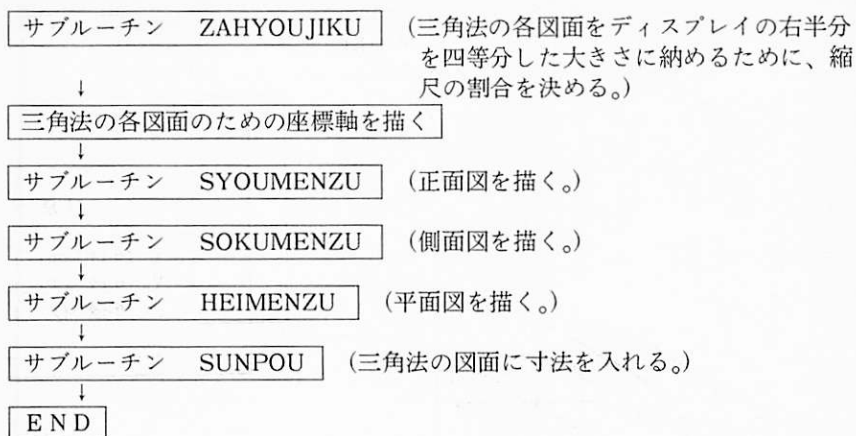 サブルーチン ZAHYOUJIKU (三角法の各図面をディスプレイの右半分
を四等分した大きさに納めるために、縮
↓ 尺の割合を決める。)
三角法の各図面のための座標軸を描く
↓
サブルーチン SYOUMENZU (正面図を描く。)
↓
サブルーチン SOKUMENZU (側面図を描く。)
↓
サブルーチン HEIMENZU (平面図を描く。)
↓
サブルーチン SUNPOU (三角法の図面に寸法を入れる。)
↓
END